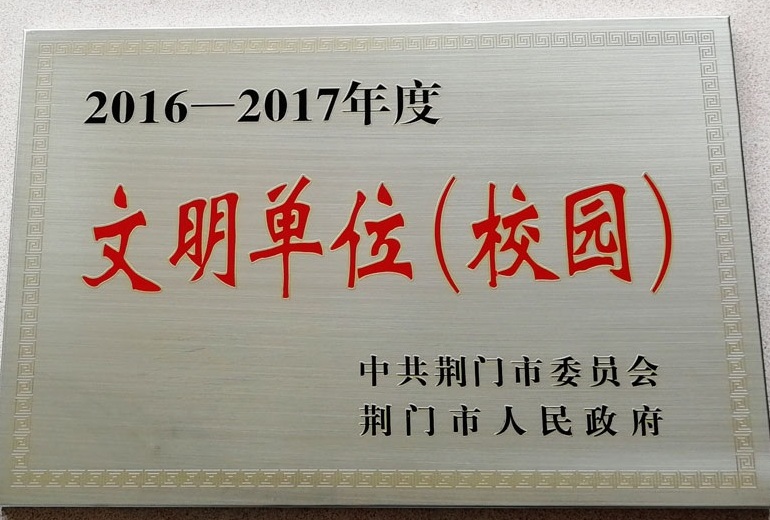 2016—2017年度
文明单位(校园)
中共荆门市委员会
荆门市人民政府